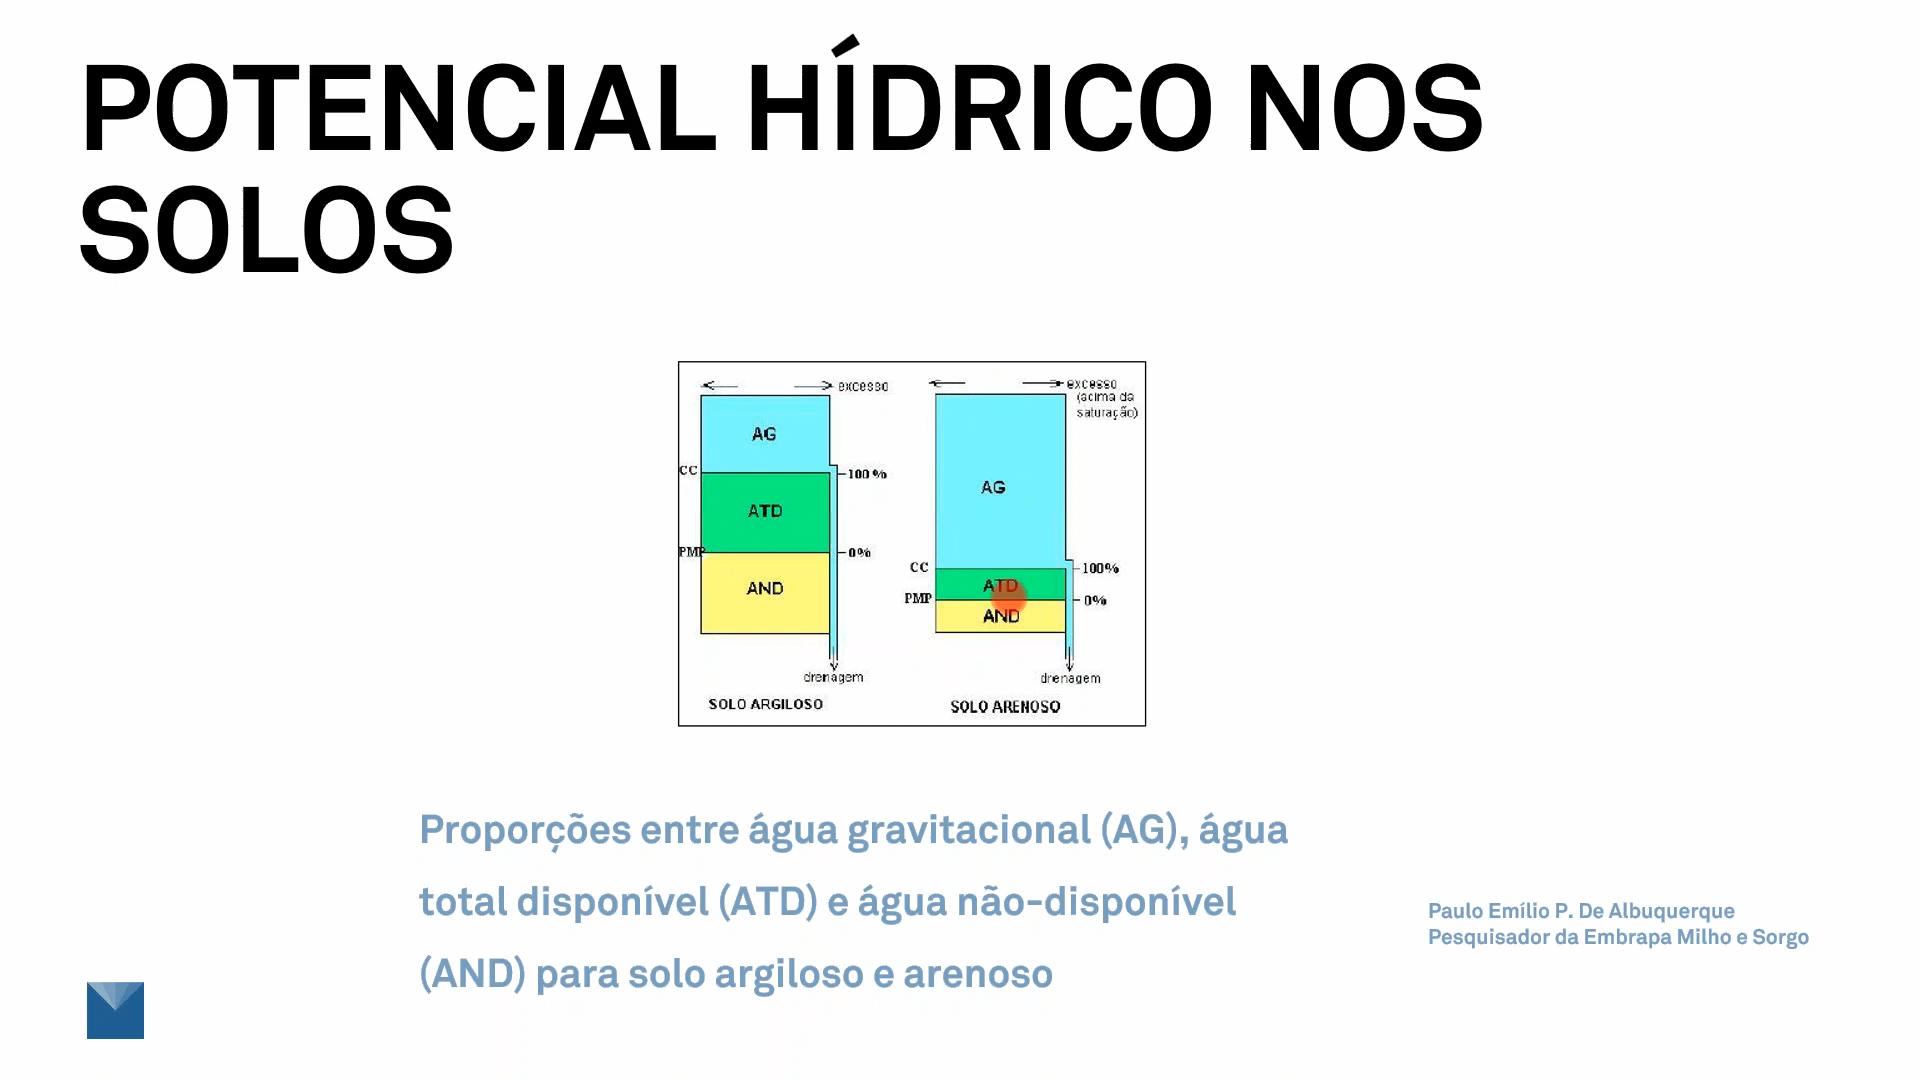 POTENCIAL HÍDRICO NOS
SOLOS
excesso
AG
CC
100 %
ATD
PMP
0%
AND
drenagem
SOLO ARGILOSO
excesso
(acima da
saturação)
AG
CC
100%
ATD
PMP
0%
AND
drenagem
SOLO ARENOSO
Proporções entre água gravitacional (AG), água
total disponível (ATD) e água não-disponível
(AND) para solo argiloso e arenoso
Paulo Emílio P. De Albuquerque
Pesquisador da Embrapa Milho e Sorgo